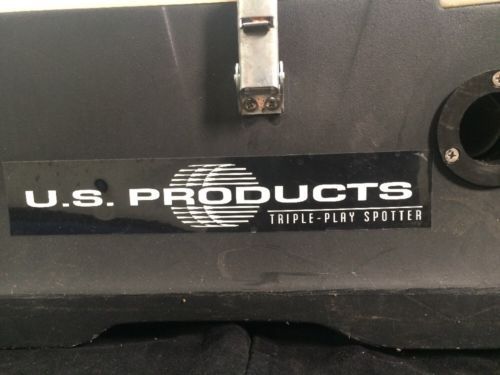 U.S. PRODUCTS
TRIPLE-PLAY SPOTTER